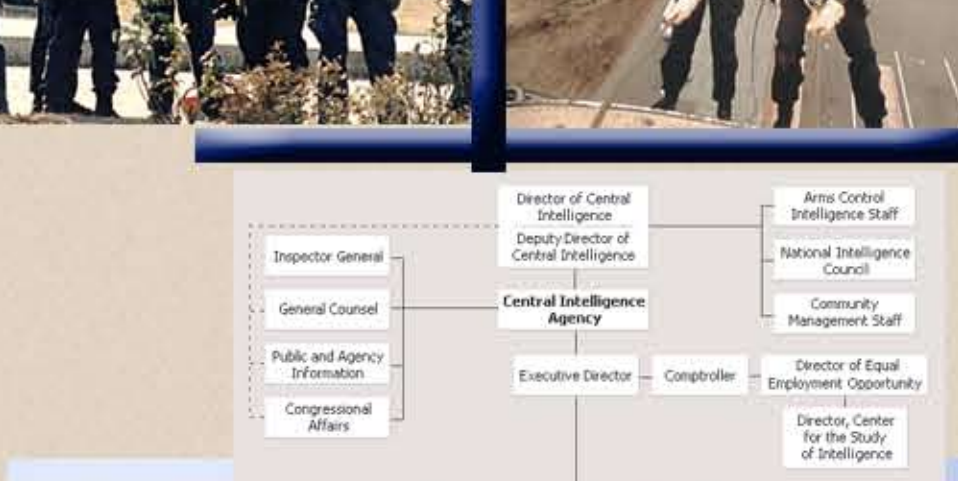 Director of Central
Intelligence
Deputy Director of
Central Intelligence
Arms Control
Intelligence Staff
National Intelligence
Council
Community
Management Staff
Inspector General
General Counsel
Public and Agency
Information
Congressional
Affairs
Central Intelligence
Agency
Executive Director
Comptroller
Director of Equal
Employment Opportunity
Director, Center
for the Study
of Intelligence